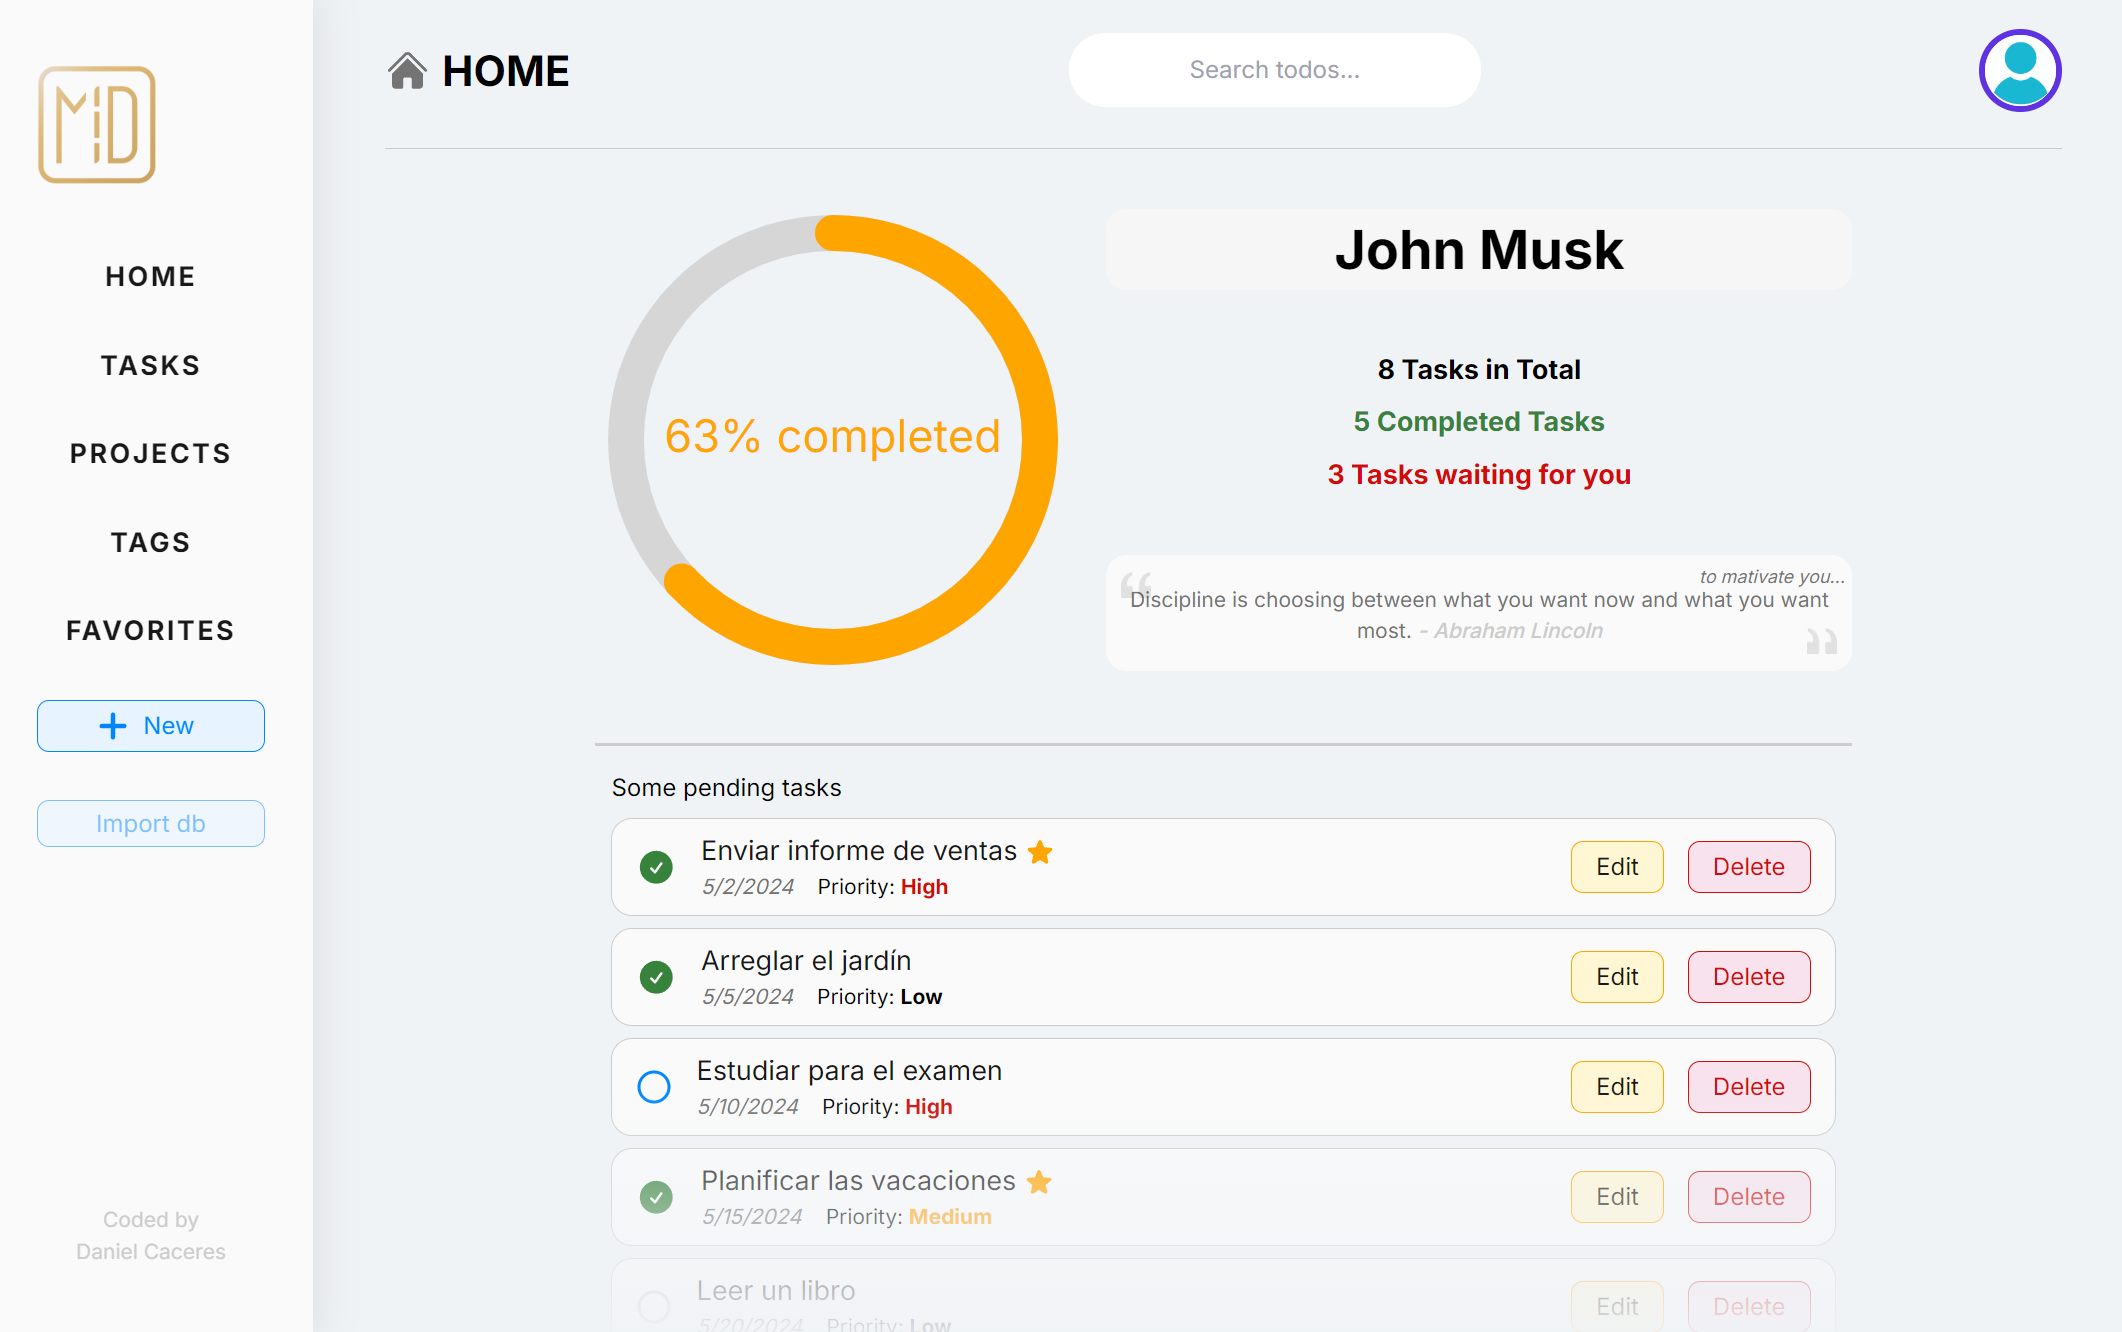 MD
HOME
TASKS
PROJECTS
TAGS
FAVORITES
New
Import db
Coded by
Daniel Caceres
HOME
Search todos...
63% completed
John Musk
8 Tasks in Total
5 Completed Tasks
3 Tasks waiting for you
to mativate you...
“
Discipline is choosing between what you want now and what you want
most. - Abraham Lincoln
”
Some pending tasks
Enviar informe de ventas
5/2/2024 Priority: High
Edit Delete
Arreglar el jardín
5/5/2024 Priority: Low
Edit Delete
Estudiar para el examen
5/10/2024 Priority: High
Edit Delete
Planificar las vacaciones
5/15/2024 Priority: Medium
Edit Delete
Leer un libro
5/20/2024 Priority: Low
Edit Delete